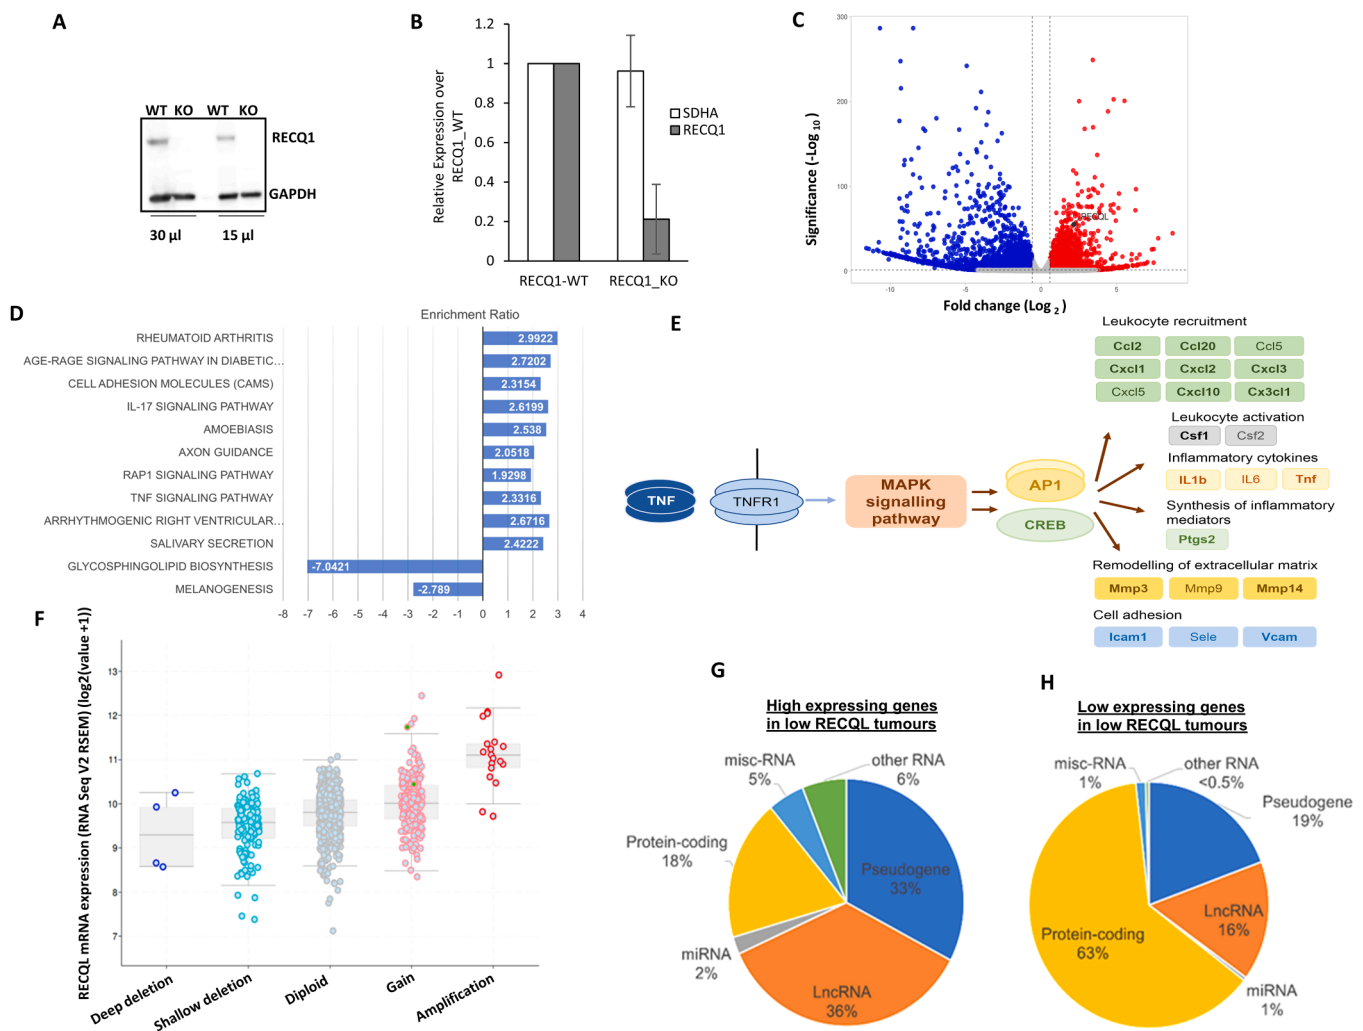 A
WT KO WT KO
RECQ1
GAPDH
30 µl
15 µl
B
Relative Expression over
RECQ1_WT
1.2
1
0.8
0.6
0.4
0.2
0
RECQ1-WT
RECQ1_KO
SDHA
RECQ1
C
Significance (-Log 10)
300
200
100
0
RECQL
-10
-5
0
5
Fold change (Log 2)
D
Enrichment Ratio
RHEUMATOID ARTHRITIS
2.9922
AGE-RAGE SIGNALING PATHWAY IN DIABETIC...
2.7202
CELL ADHESION MOLECULES (CAMS)
2.3154
IL-17 SIGNALING PATHWAY
2.6199
AMOEBIASIS
2.538
AXON GUIDANCE
2.0518
RAP1 SIGNALING PATHWAY
1.9298
TNF SIGNALING PATHWAY
2.3316
ARRHYTHMOGENIC RIGHT VENTRICULAR ...
2.6716
SALIVARY SECRETION
2.4222
GLYCOSPHINGOLIPID BIOSYNTHESIS
-7.0421
MELANOGENESIS
-2.789
-8 -7 -6 -5 -4 -3 -2 -1 0 1 2 3 4
E
TNF
TNFR1
MAPK
signalling
pathway
AP1
CREB
Leukocyte recruitment
Ccl2 Ccl20 Ccl5
Cxcl1 Cxcl2 Cxcl3
Cxcl5 Cxcl10 Cx3cl1
Leukocyte activation
Csf1 Csf2
Inflammatory cytokines
IL1b IL6 Tnf
Synthesis of inflammatory
mediators
Ptgs2
Remodelling of extracellular matrix
Mmp3 Mmp9 Mmp14
Cell adhesion
Icam1 Sele Vcam
F
RECQL mRNA expression (RNA Seq V2 RSEM) (log2(value +1))
13
12
11
10
9
8
7
Deep deletion
Shallow deletion
Diploid
Gain
Amplification
G
High expressing genes
in low RECQL tumours
misc-RNA
5%
other RNA
6%
Protein-coding
18%
Pseudogene
33%
miRNA
2%
LncRNA
36%
H
Low expressing genes
in low RECQL tumours
misc-RNA
1%
other RNA
<0.5%
Pseudogene
19%
Protein-coding
63%
LncRNA
16%
miRNA
1%